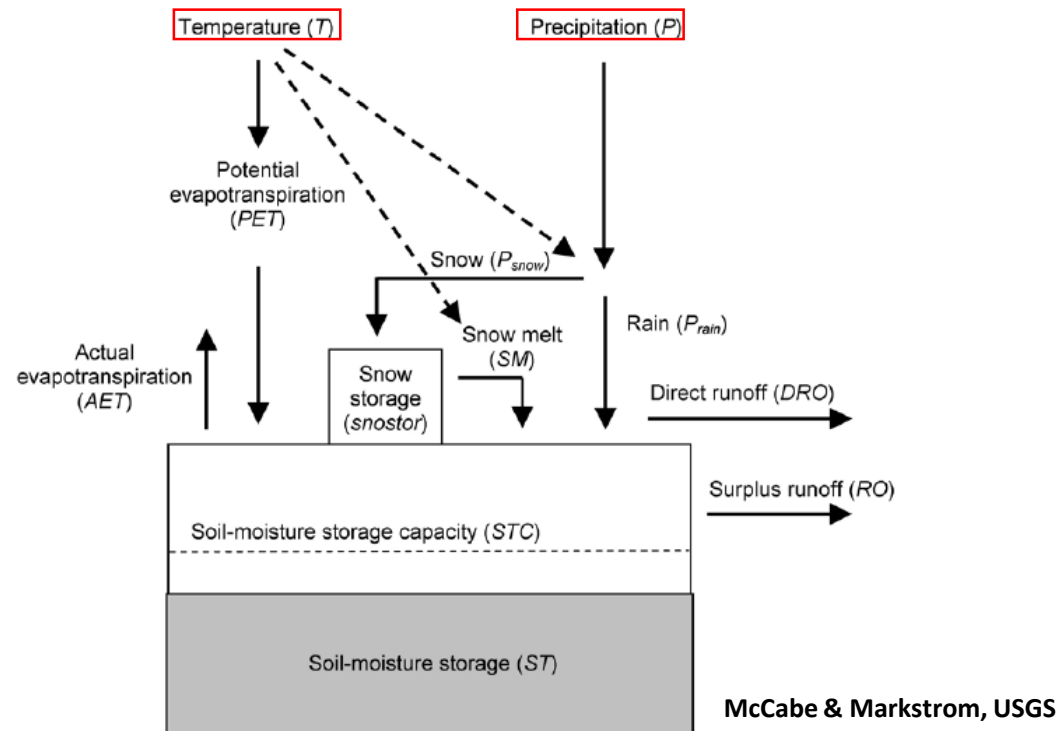 Temperature (T)
Precipitation (P)
Potential
evapotranspiration
(PET)
Snow (Psnow)
Rain (Prain)
Snow melt
(SM)
Actual
evapotranspiration
(AET)
Snow
storage
(snostor)
Direct runoff (DRO)
Surplus runoff (RO)
Soil-moisture storage capacity (STC)
Soil-moisture storage (ST)
McCabe & Markstrom, USGS